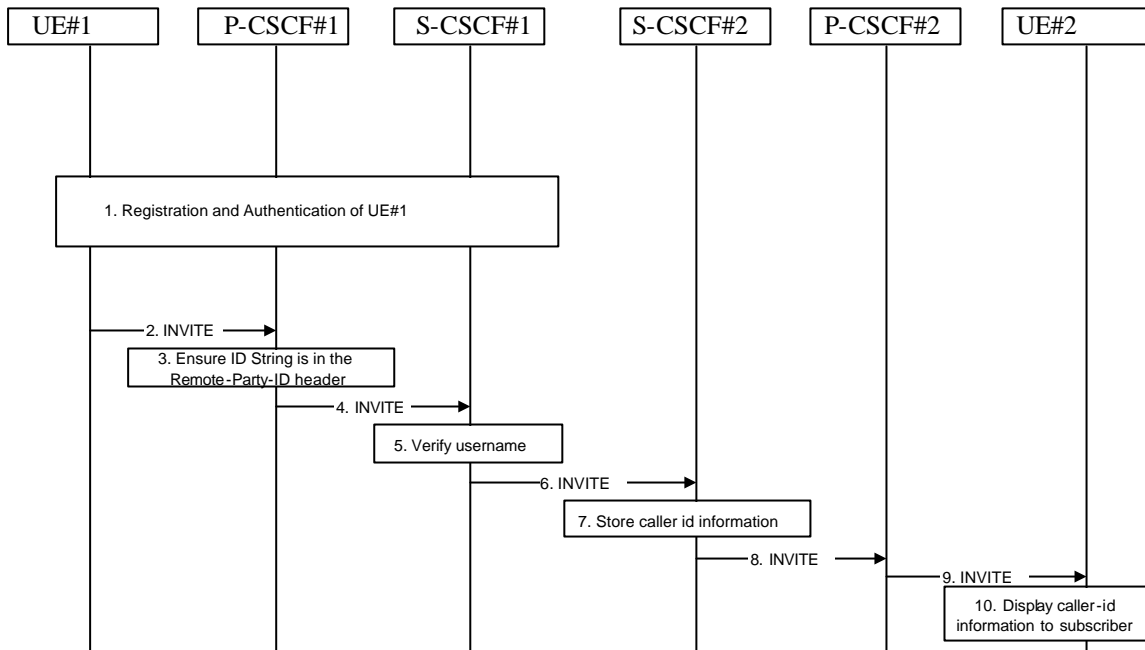 UE#1
P-CSCF#1
S-CSCF#1
S-CSCF#2
P-CSCF#2
UE#2
1. Registration and Authentication of UE#1
2. INVITE
3. Ensure ID String is in the
Remote-Party-ID header
4. INVITE
5. Verify username
6. INVITE
7. Store caller id information
8. INVITE
9. INVITE
10. Display caller-id
information to subscriber